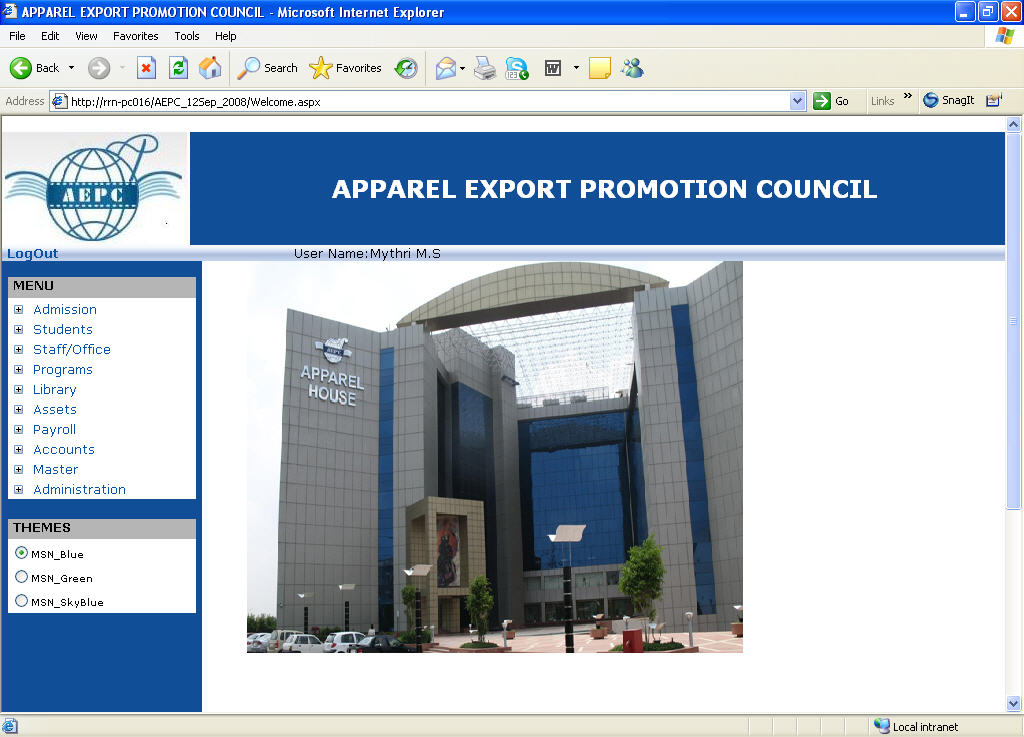 APPAREL EXPORT PROMOTION COUNCIL - Microsoft Internet Explorer
File Edit View Favorites Tools Help
Back Search Favorites
Address http://rrn-pc016/AEPC_12Sep_2008/Welcome.aspx Go Links » SnagIt
AEPC
APPAREL EXPORT PROMOTION COUNCIL
LogOut User Name:Mythri M.S
MENU
Admission
Students
Staff/Office
Programs
Library
Assets
Payroll
Accounts
Master
Administration
THEMES
MSN_Blue
MSN_Green
MSN_SkyBlue
AEPC
APPAREL
HOUSE
Local intranet